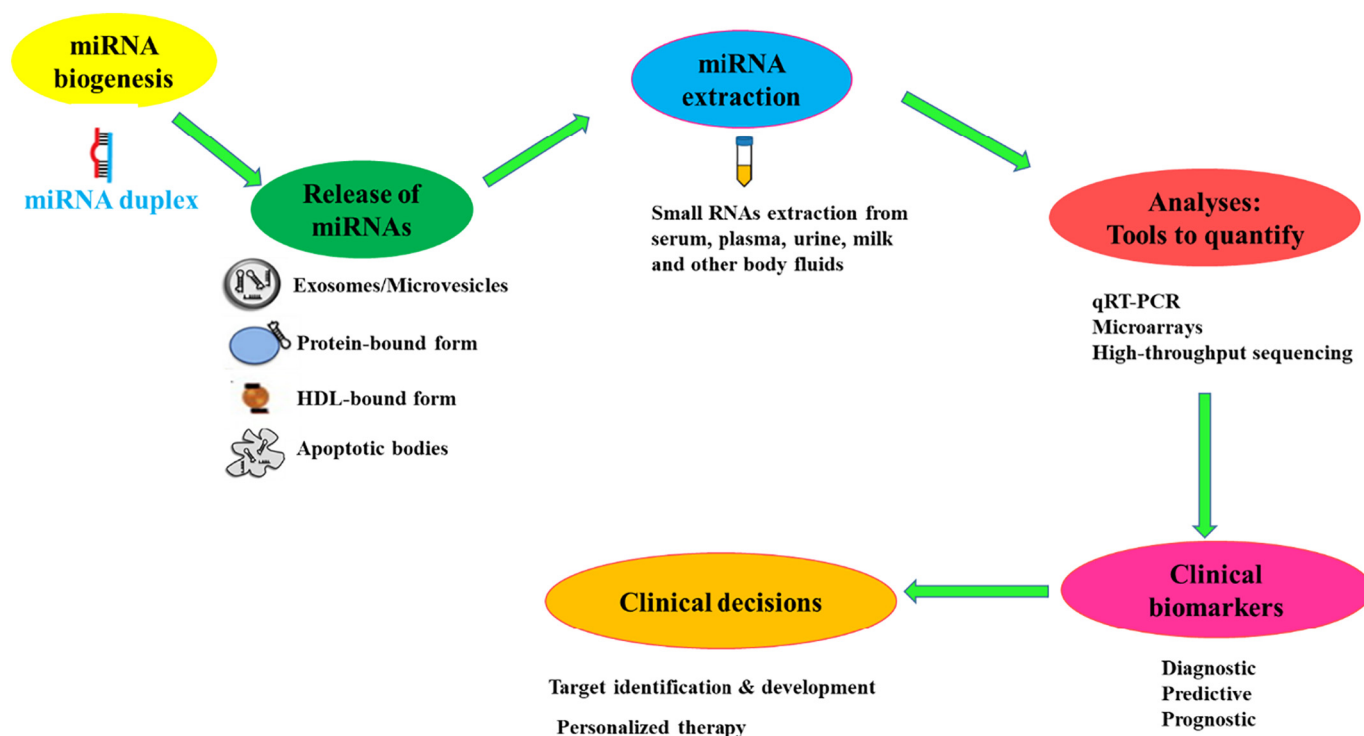 miRNA
biogenesis
miRNA duplex
Release of
miRNAs
Exosomes/Microvesicles
Protein-bound form
HDL-bound form
Apoptotic bodies
miRNA
extraction
Small RNAs extraction from
serum, plasma, urine, milk
and other body fluids
Analyses:
Tools to quantify
qRT-PCR
Microarrays
High-throughput sequencing
Clinical
biomarkers
Diagnostic
Predictive
Prognostic
Clinical decisions
Target identification & development
Personalized therapy